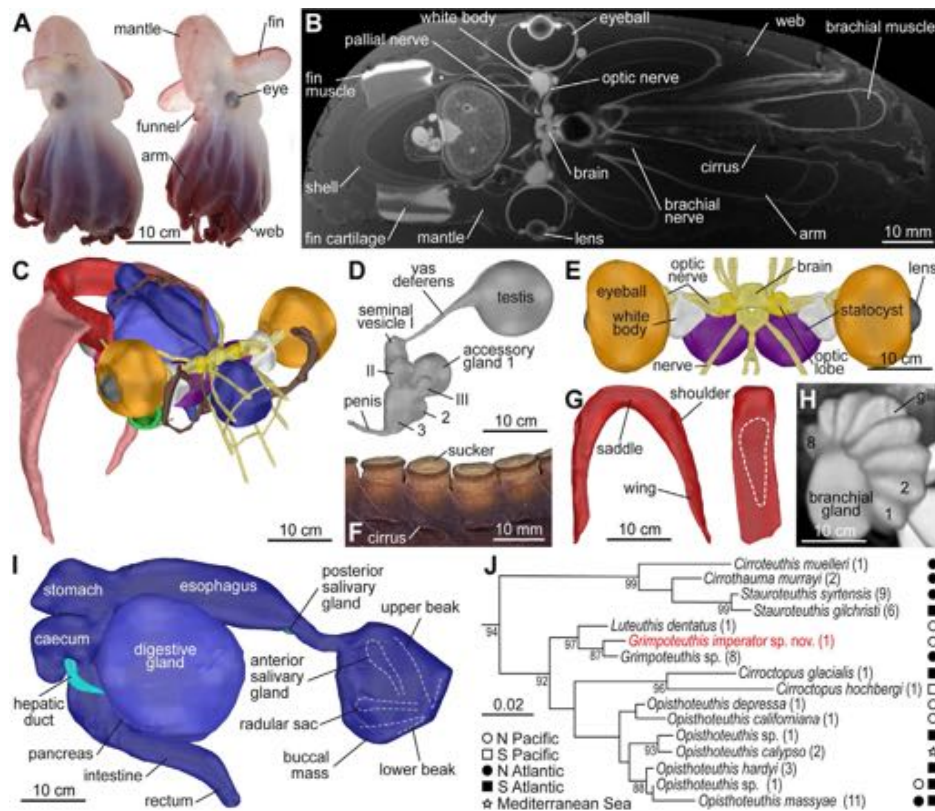 A
mantle
fin
eye
funnel
arm
web
10 cm
B
white body
eyeball
pallial nerve
web
brachial muscle
fin
muscle
optic nerve
shell
brain
cirrus
brachial
nerve
fin cartilage
mantle
lens
arm
10 mm
C
10 cm
D
yas
deferens
testis
seminal
vesicle I
accessory
gland 1
II
III
penis
2
3
10 cm
E
optic
nerve
brain
lens
eyeball
statocyst
white
body
nerve
optic
lobe
10 cm
sucker
F
cirrus
10 mm
G
shoulder
saddle
wing
10 cm
H
8
2
branchial
gland
1
10 cm
I
stomach
esophagus
posterior
salivary
gland
upper beak
caecum
digestive
gland
anterior
salivary
gland
hepatic
duct
radular sac
pancreas
buccal
mass
intestine
lower beak
10 cm
rectum
J
Cirroteuthis muelleri (1)
Cirrothauma murrayi (2)
99
Stauroteuthis syrtensis (9)
99
Stauroteuthis gilchristi (6)
94
Luteuthis dentatus (1)
97
Grimpoteuthis imperator sp. nov. (1)
87
Grimpoteuthis sp. (8)
92
Cirroctopus glacialis (1)
96
Cirroctopus hochbergi (1)
0.02
Opisthoteuthis depressa (1)
Opisthoteuthis californiana (1)
N Pacific
Opisthoteuthis sp. (1)
S Pacific
93
Opisthoteuthis calypso (2)
N Atlantic
Opisthoteuthis hardyi (3)
S Atlantic
Opisthoteuthis sp. (1)
88
Mediterranean Sea
Opisthoteuthis massyae (11)